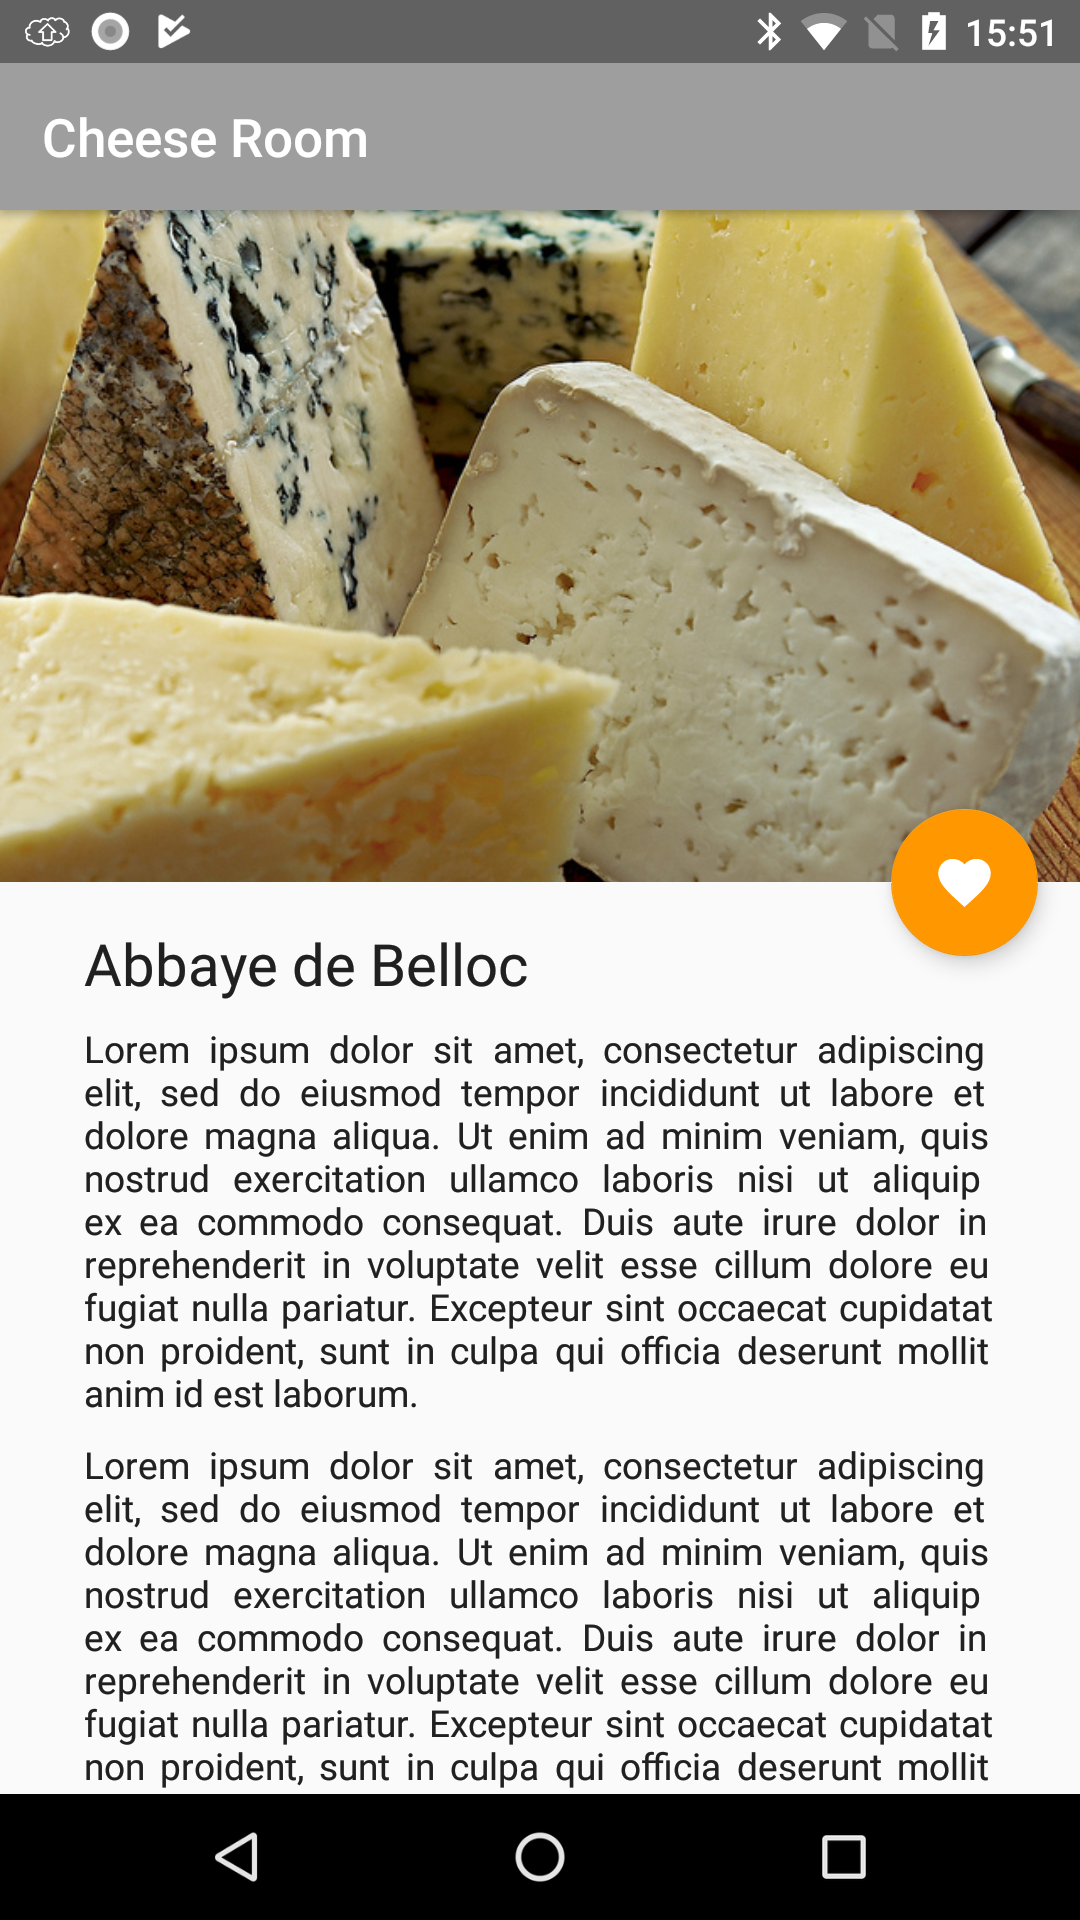 15:51
Cheese Room
Abbaye de Belloc
Lorem ipsum dolor sit amet, consectetur adipiscing
elit, sed do eiusmod tempor incididunt ut labore et
dolore magna aliqua. Ut enim ad minim veniam, quis
nostrud exercitation ullamco laboris nisi ut aliquip
ex ea commodo consequat. Duis aute irure dolor in
reprehenderit in voluptate velit esse cillum dolore eu
fugiat nulla pariatur. Excepteur sint occaecat cupidatat
non proident, sunt in culpa qui officia deserunt mollit
anim id est laborum.
Lorem ipsum dolor sit amet, consectetur adipiscing
elit, sed do eiusmod tempor incididunt ut labore et
dolore magna aliqua. Ut enim ad minim veniam, quis
nostrud exercitation ullamco laboris nisi ut aliquip
ex ea commodo consequat. Duis aute irure dolor in
reprehenderit in voluptate velit esse cillum dolore eu
fugiat nulla pariatur. Excepteur sint occaecat cupidatat
non proident, sunt in culpa qui officia deserunt mollit